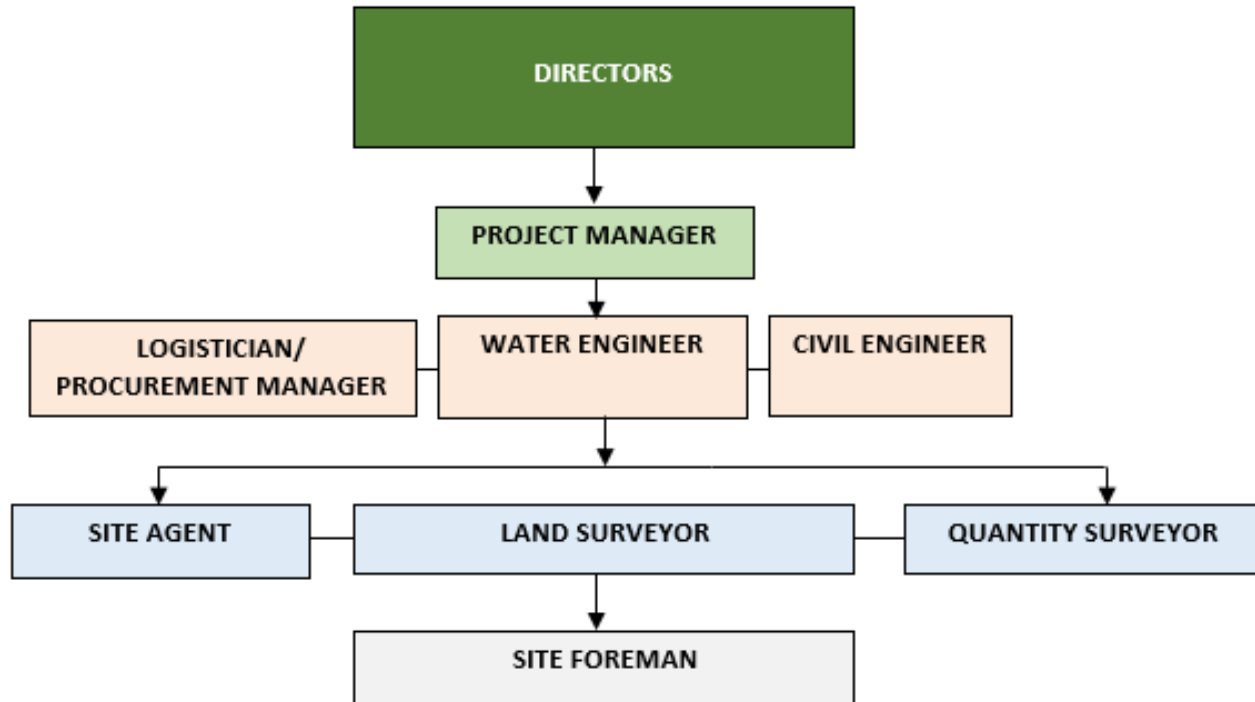 DIRECTORS
PROJECT MANAGER
LOGISTICIAN/
PROCUREMENT MANAGER
WATER ENGINEER
CIVIL ENGINEER
SITE AGENT
LAND SURVEYOR
QUANTITY SURVEYOR
SITE FOREMAN